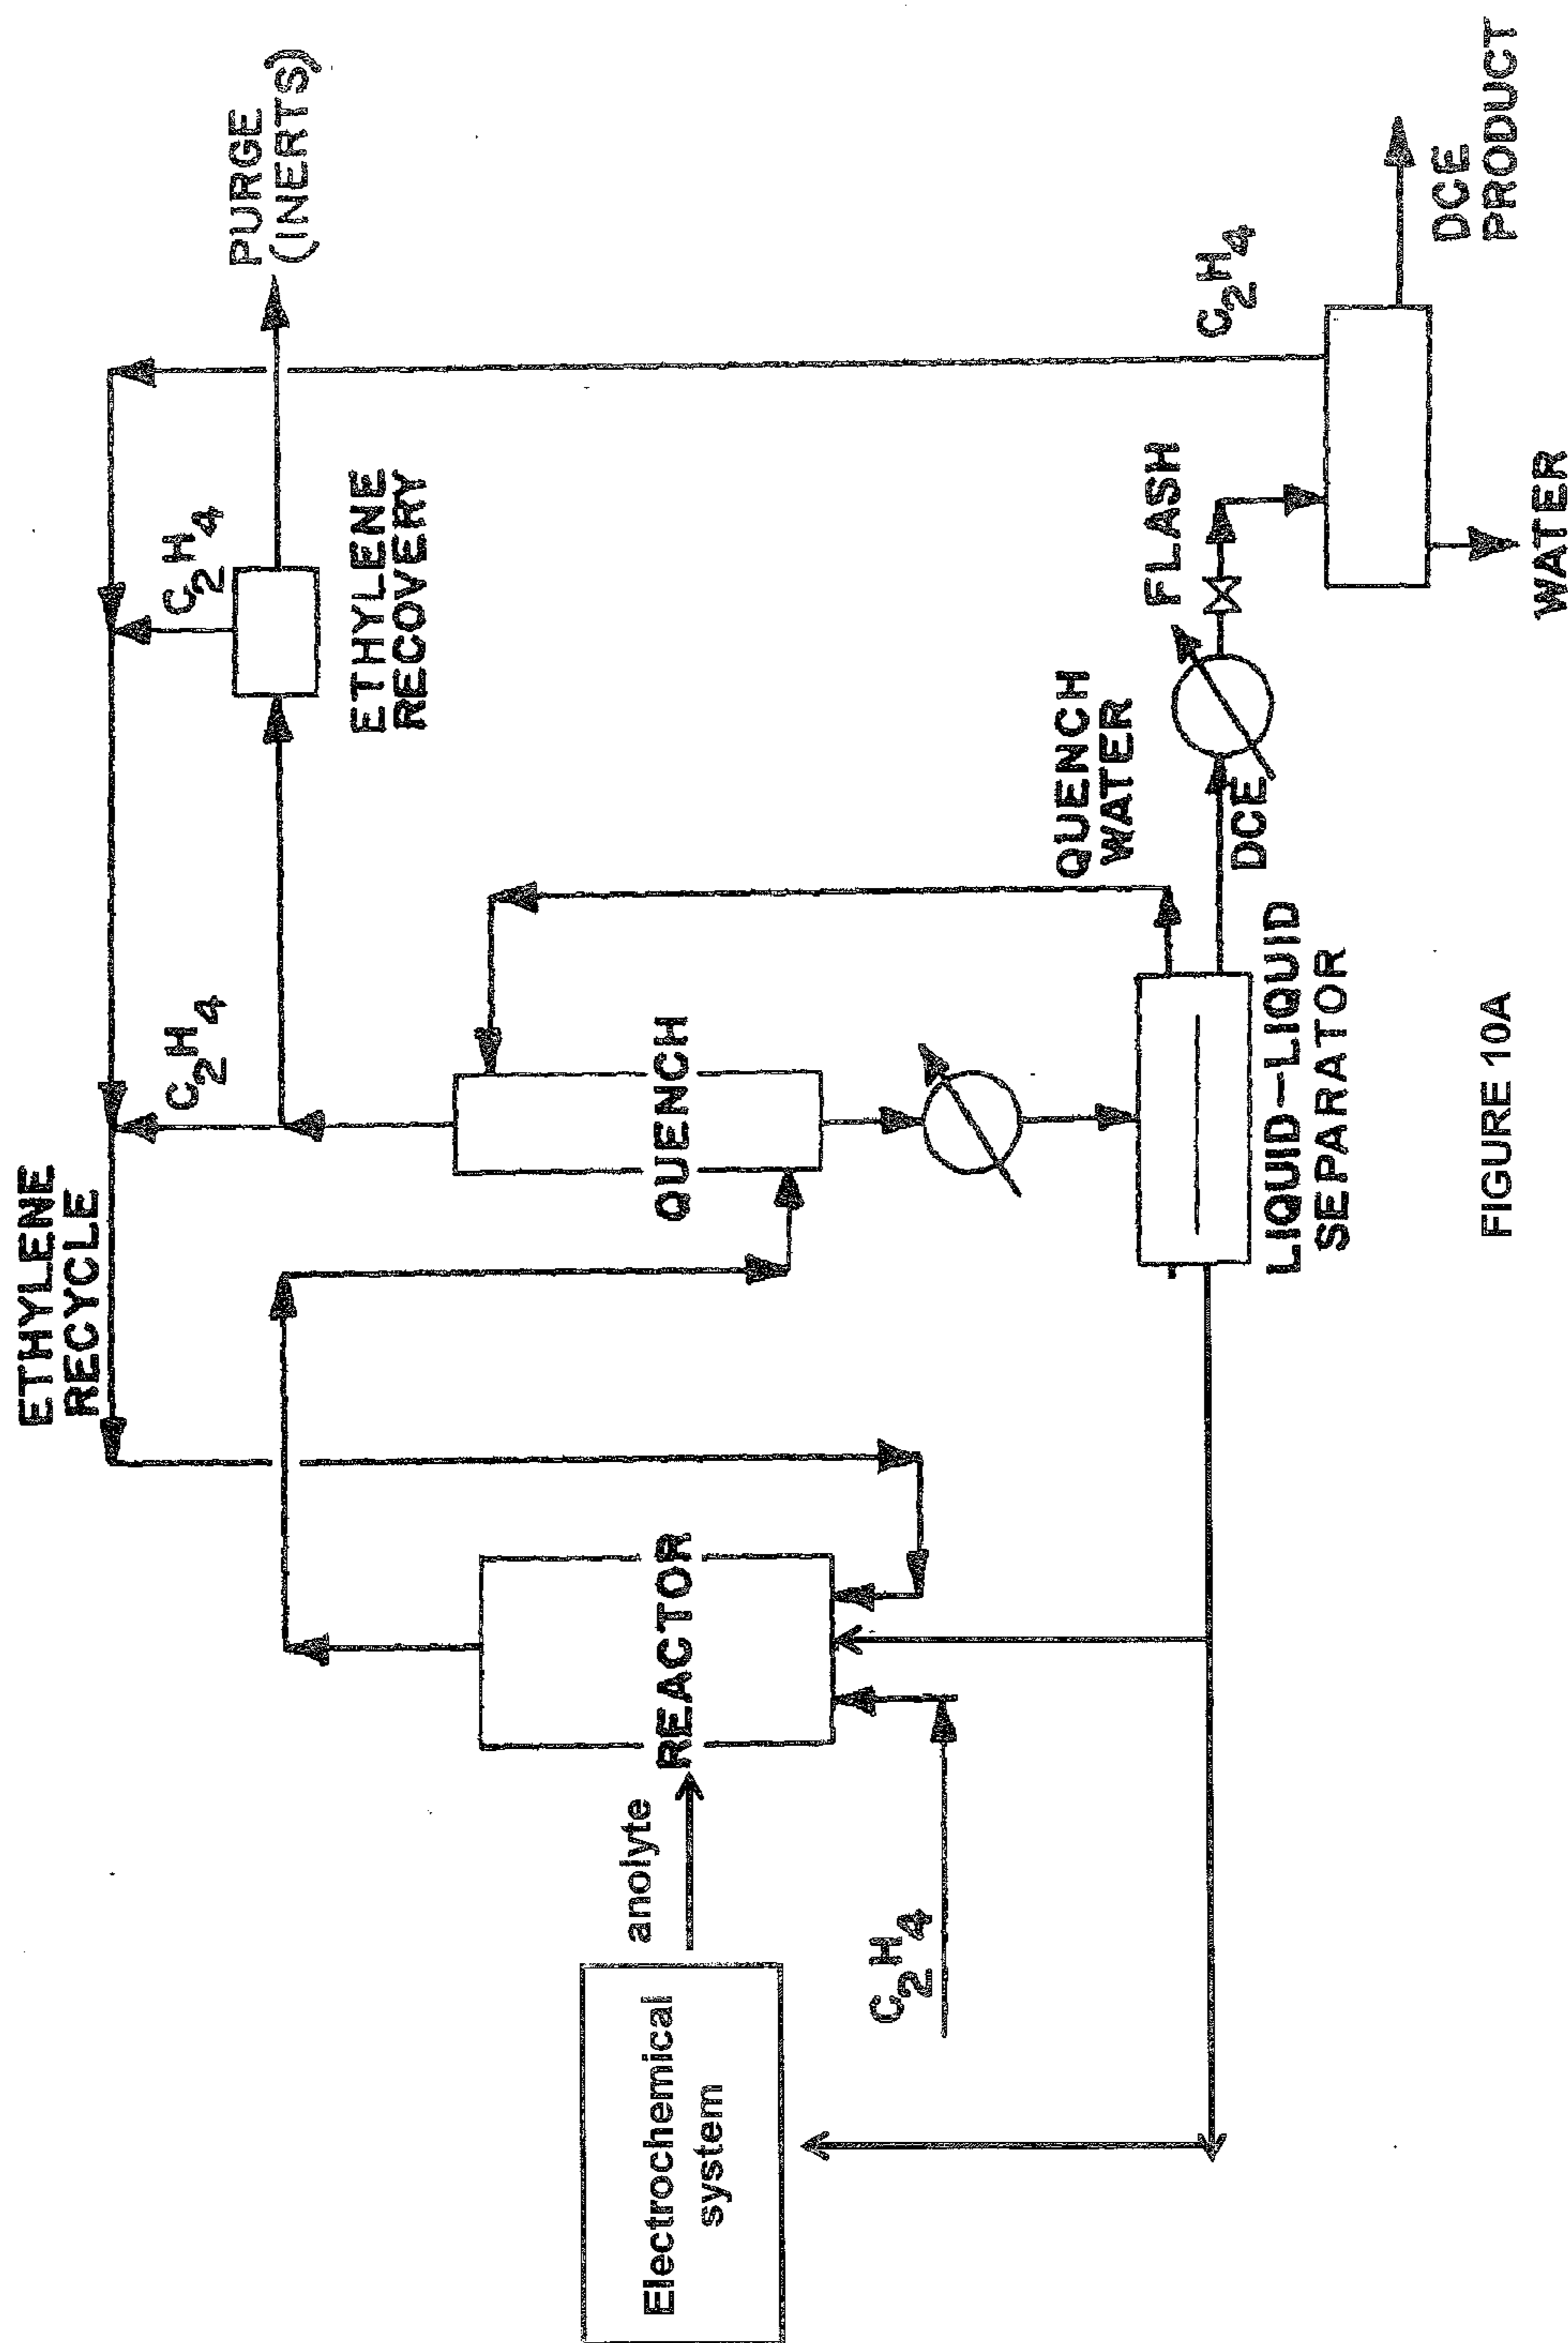 ETHYLENE
RECYCLE
C2H4
C2H4
PURGE
(INERTS)
ETHYLENE
RECOVERY
Electrochemical
system
anolyte
REACTOR
QUENCH
C2H4
QUENCH
WATER
DCE
FLASH
C2H4
LIQUID-LIQUID
SEPARATOR
DCE
PRODUCT
WATER
FIGURE 10A